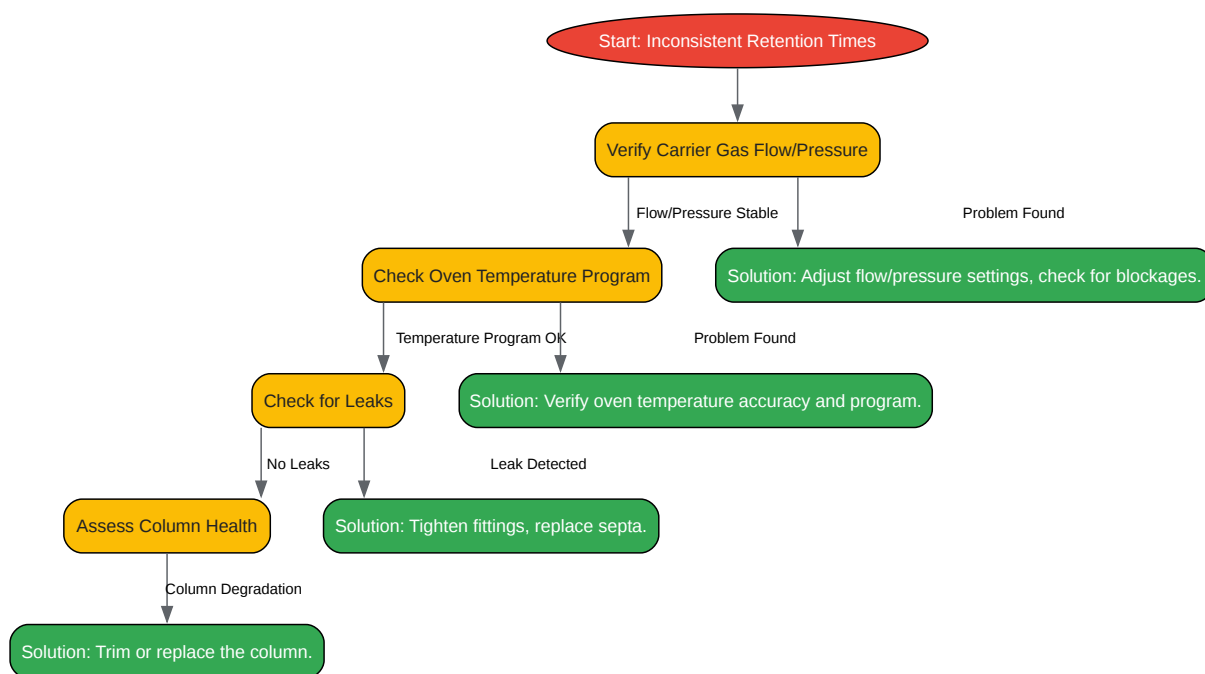 Start: Inconsistent Retention Times
Verify Carrier Gas Flow/Pressure
Flow/Pressure Stable
Problem Found
Check Oven Temperature Program
Solution: Adjust flow/pressure settings, check for blockages.
Temperature Program OK
Problem Found
Check for Leaks
Solution: Verify oven temperature accuracy and program.
No Leaks
Leak Detected
Assess Column Health
Solution: Tighten fittings, replace septa.
Column Degradation
Solution: Trim or replace the column.